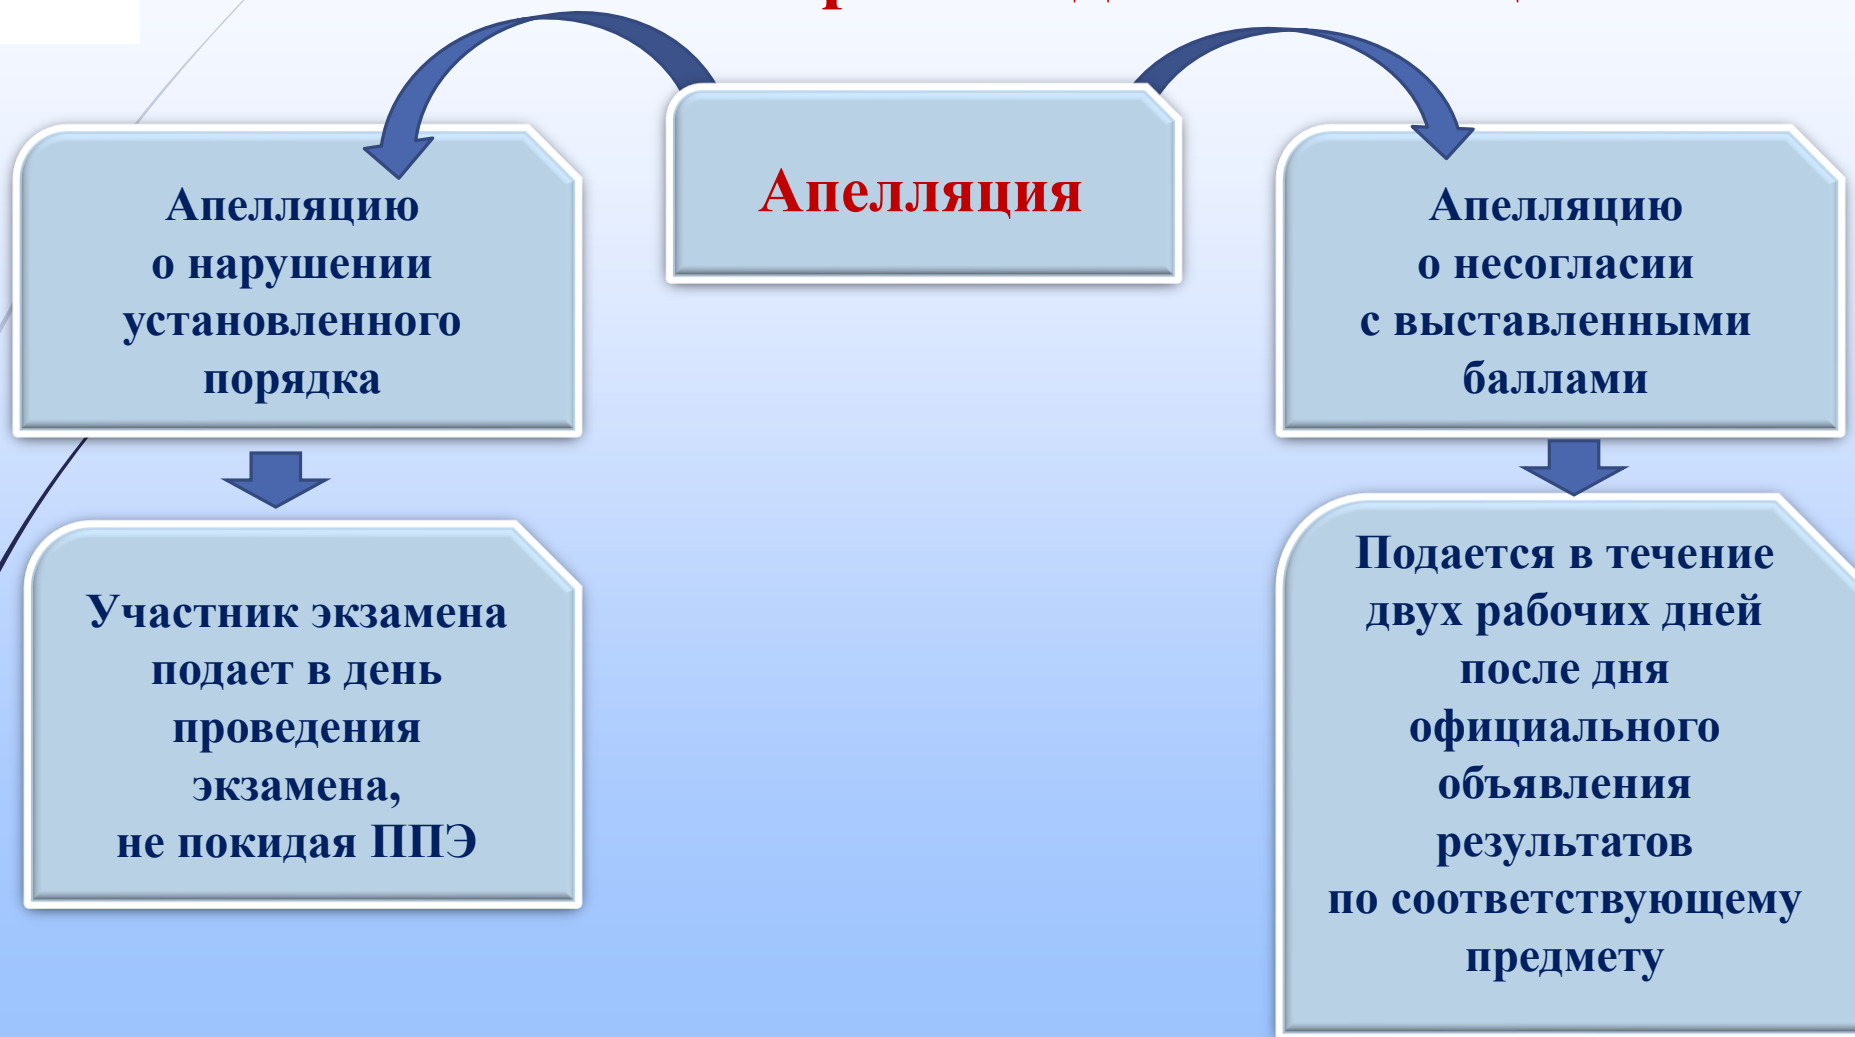 Апелляция
Апелляцию
о нарушении
установленного
порядка
Участник экзамена
подает в день
проведения
экзамена,
не покидая ППЭ
Апелляцию
о несогласии
с выставленными
баллами
Подается в течение
двух рабочих дней
после дня
официального
объявления
результатов
по соответствующему
предмету